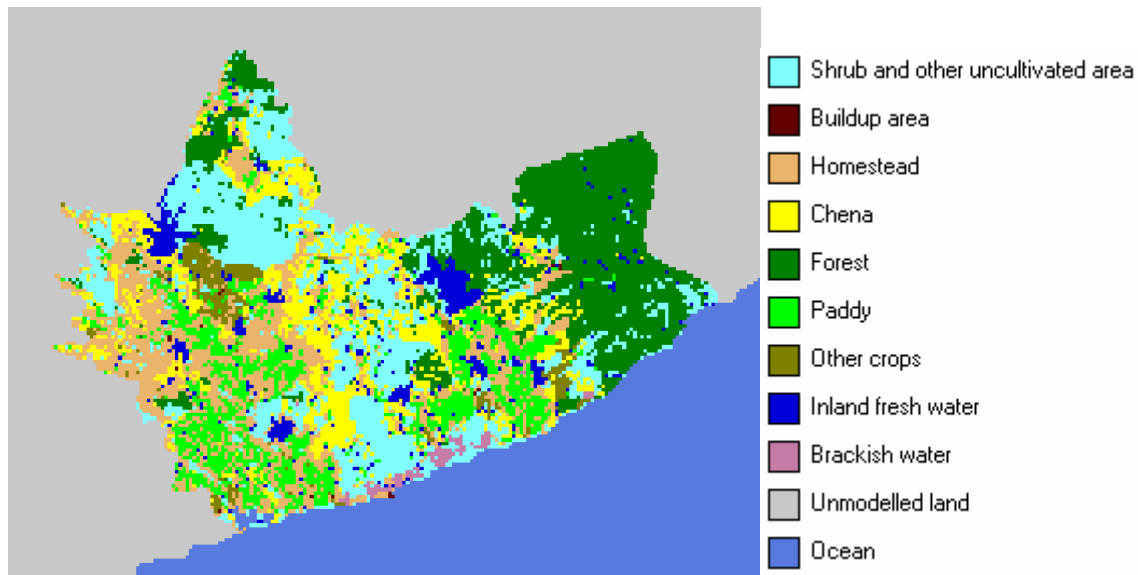 Shrub and other uncultivated area
Buildup area
Homestead
Chena
Forest
Paddy
Other crops
Inland fresh water
Brackish water
Unmodelled land
Ocean